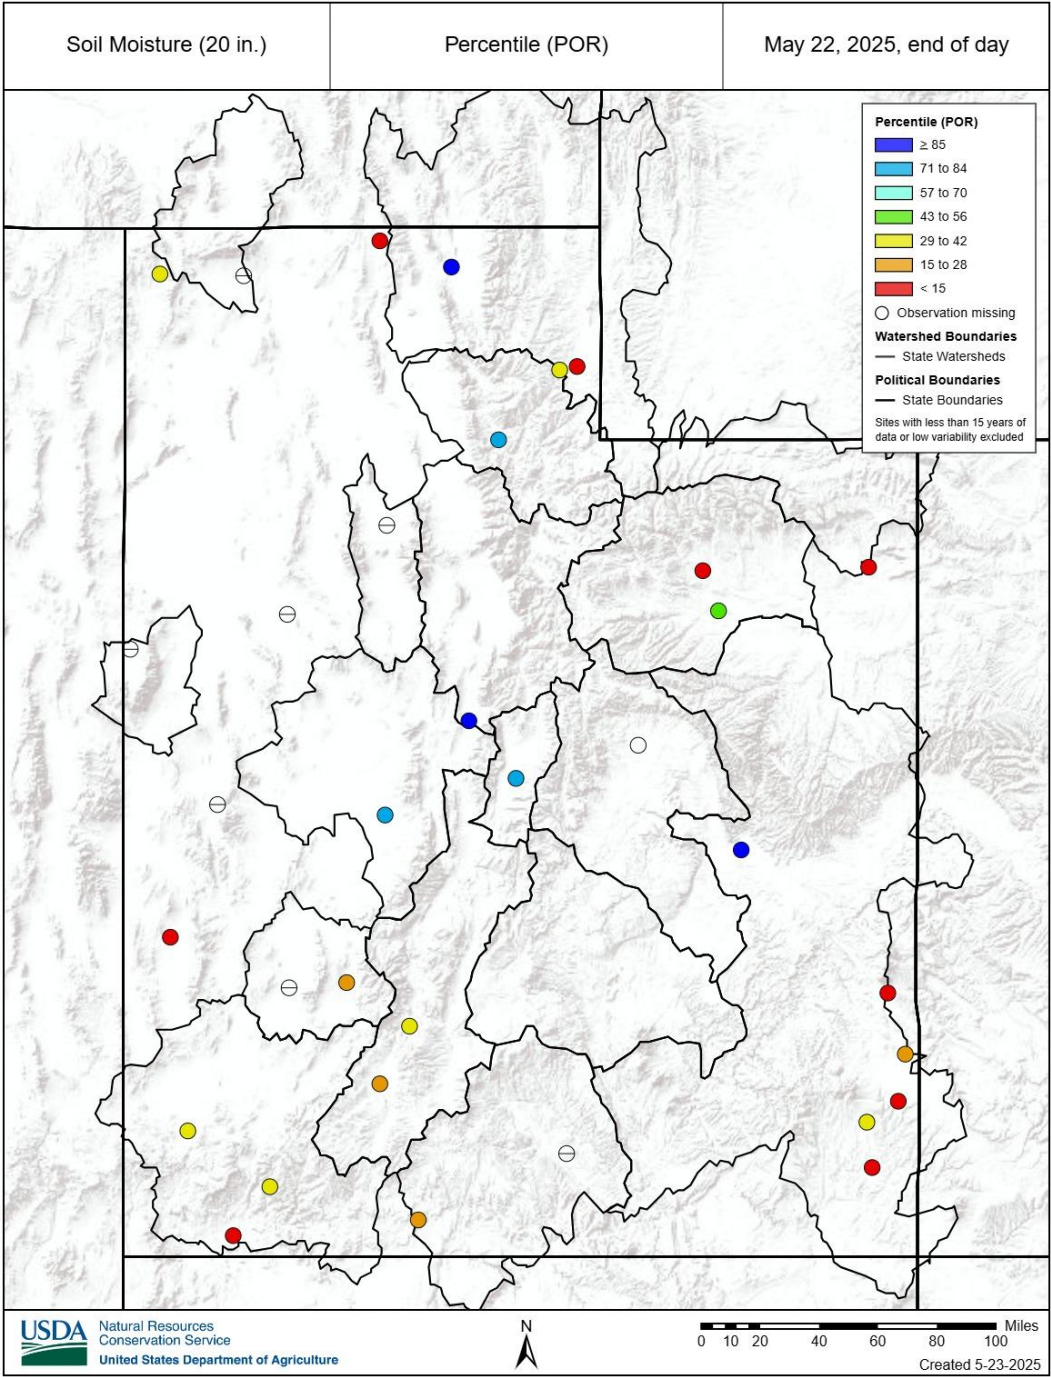 Soil Moisture (20 in.)
Percentile (POR)
May 22, 2025, end of day
Percentile (POR)
≥ 85
71 to 84
57 to 70
43 to 56
29 to 42
15 to 28
< 15
Observation missing
Watershed Boundaries
State Watersheds
Political Boundaries
State Boundaries
Sites with less than 15 years of
data or low variability excluded
USDA
Natural Resources
Conservation Service
United States Department of Agriculture
N
Miles
0 10 20 40 60 80 100
Created 5-23-2025